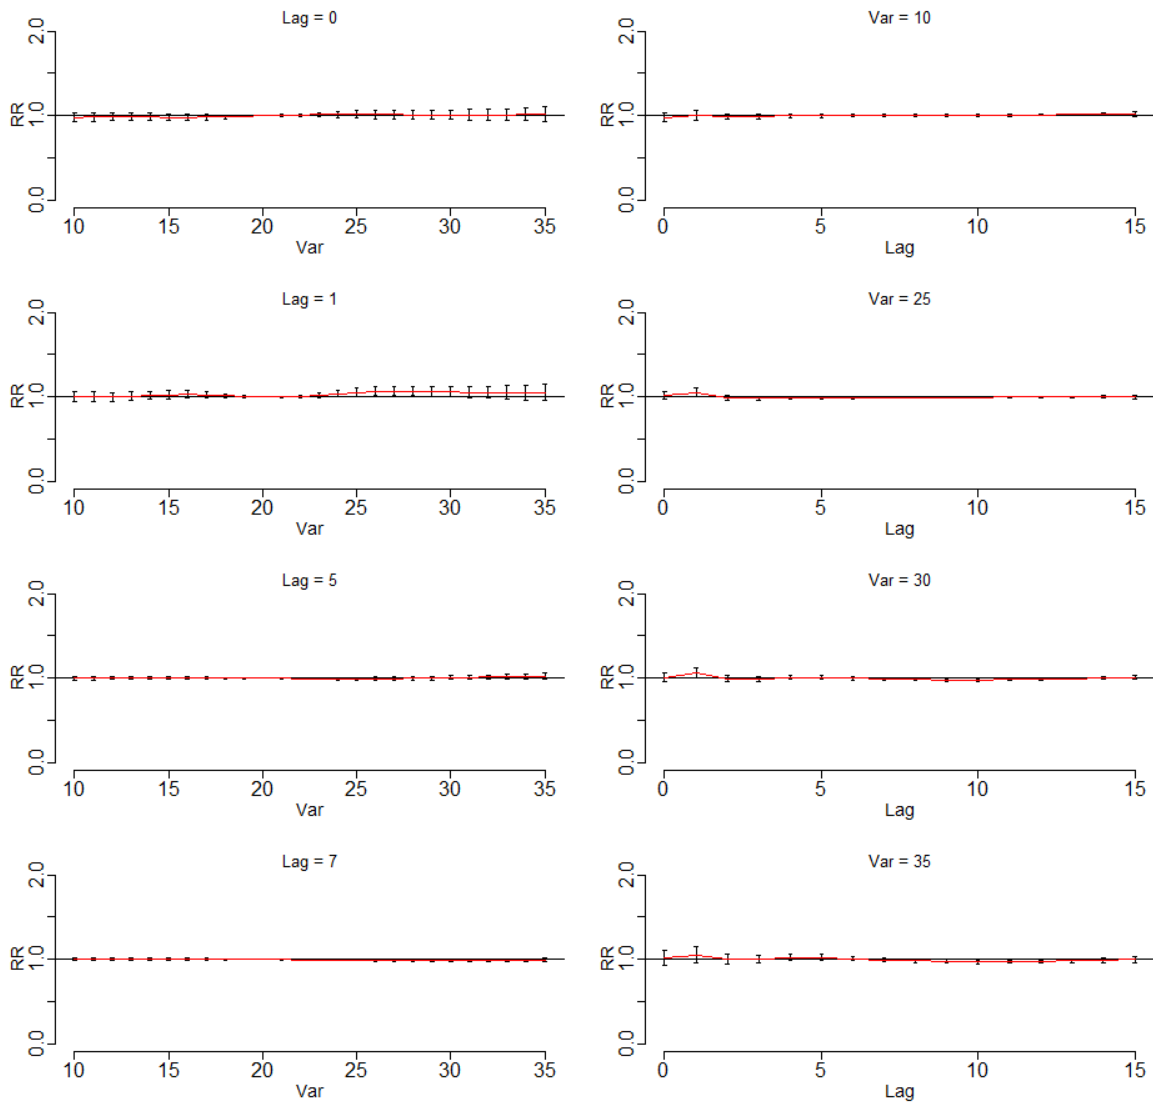 Lag = 0
2.0
1.0
0.0
RR
10 15 20 25 30 35
Var
Var = 10
2.0
1.0
0.0
RR
0 5 10 15
Lag
Lag = 1
2.0
1.0
0.0
RR
10 15 20 25 30 35
Var
Var = 25
2.0
1.0
0.0
RR
0 5 10 15
Lag
Lag = 5
2.0
1.0
0.0
RR
10 15 20 25 30 35
Var
Var = 30
2.0
1.0
0.0
RR
0 5 10 15
Lag
Lag = 7
2.0
1.0
0.0
RR
10 15 20 25 30 35
Var
Var = 35
2.0
1.0
0.0
RR
0 5 10 15
Lag